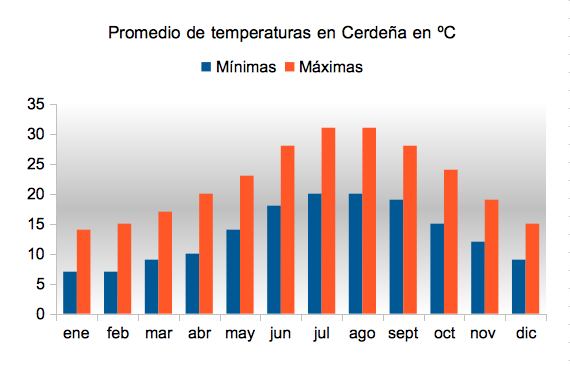 Promedio de temperaturas en Cerdeña en ºC
Mínimas Máximas
35
30
25
20
15
10
5
0
ene feb mar abr may jun jul ago sept oct nov dic